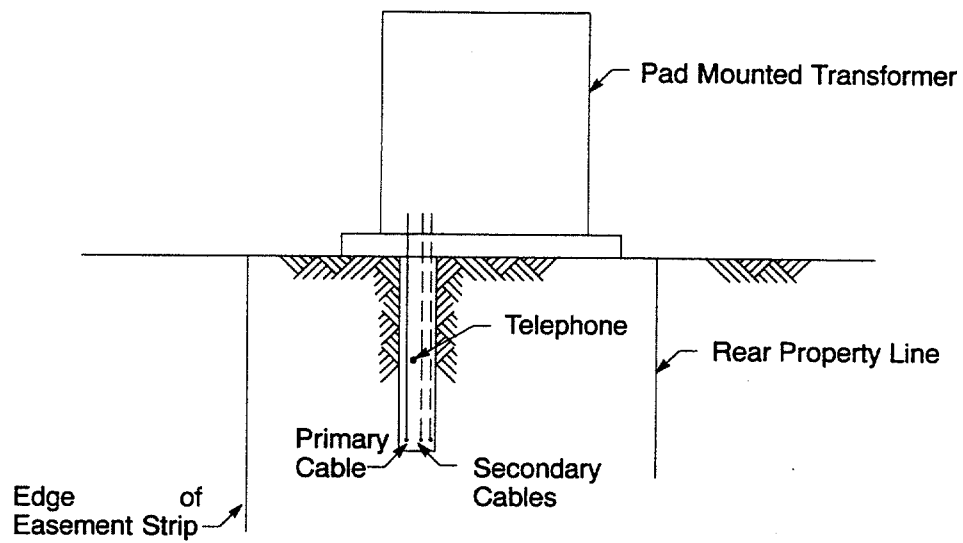 Pad Mounted Transformer
Telephone
Rear Property Line
Primary
Cable
Secondary
Cables
Edge of
Easement Strip